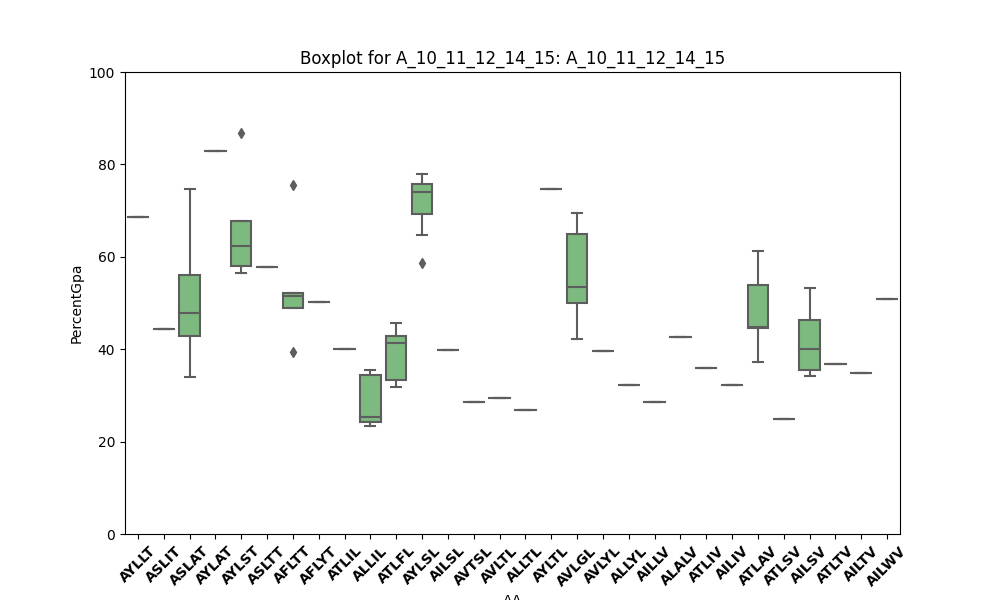 Boxplot for A_10_11_12_14_15: A_10_11_12_14_15
100
80
60
40
20
0
PercentGpa
AYLLT ASLIT ASLAT AYLAT AYLST ASLTT AFLTT AFLYT ATLIL ALLIL ATLFL AYLSL AILSL AVTSL AVLTL ALLTL AYLTL AVLGL AVLYL ALLYL AILLV ALALV ATLIV AILIV ATLAV ATLSV AILSV ATLTV AILTV AILWV
AA